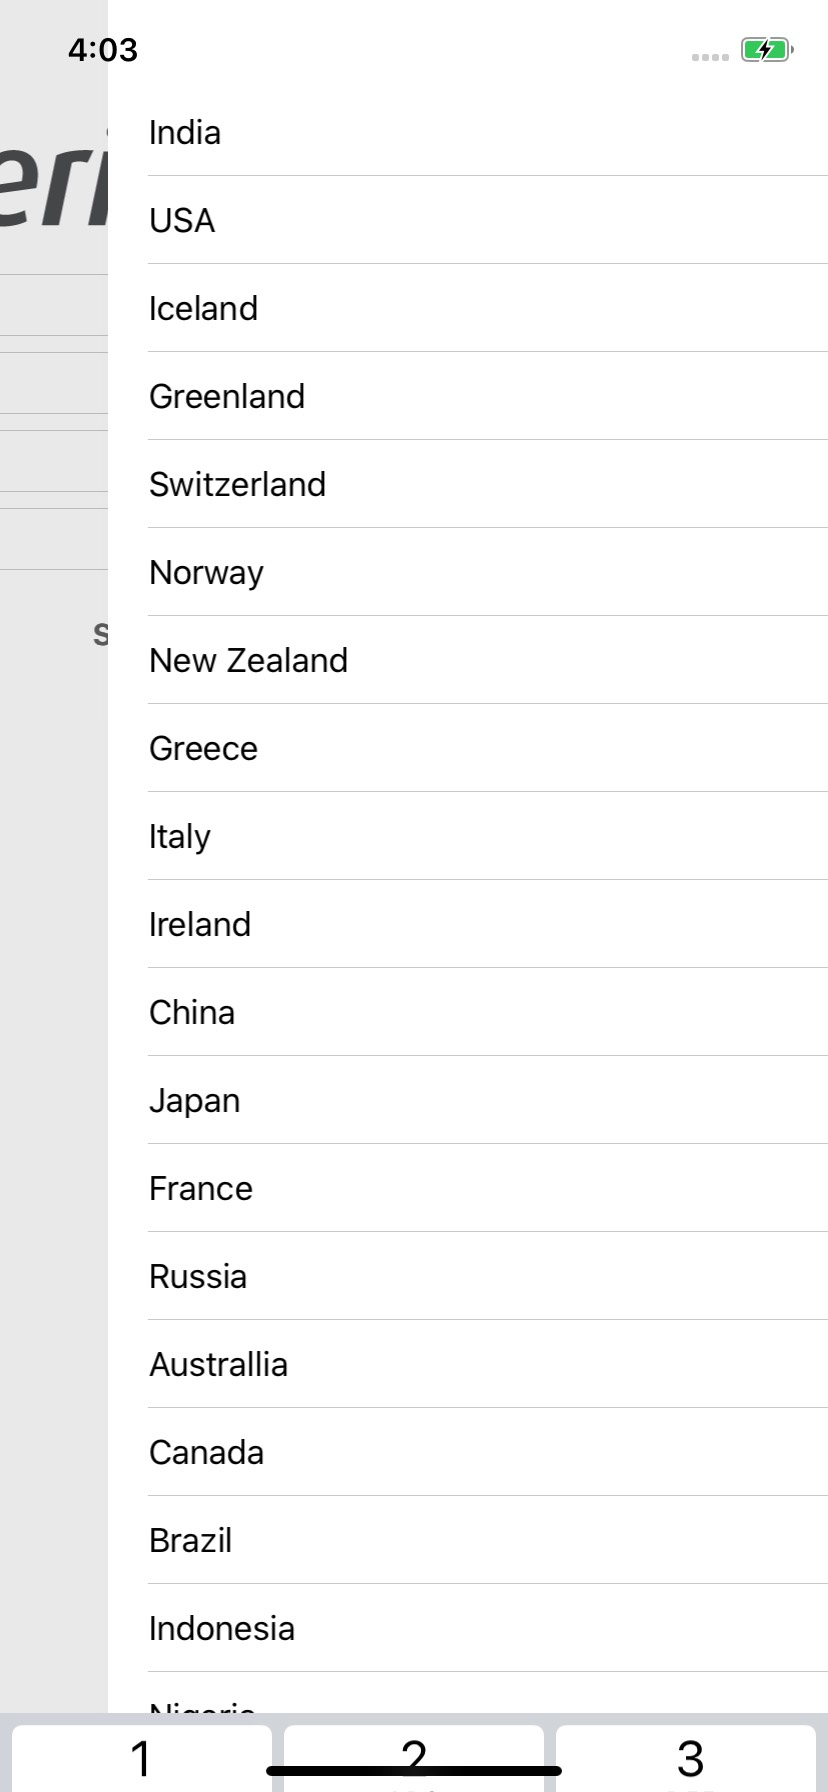 4:03
eri
India
USA
Iceland
Greenland
Switzerland
Norway
New Zealand
S
Greece
Italy
Ireland
China
Japan
France
Russia
Australlia
Canada
Brazil
Indonesia
Nigeria
1 2 3